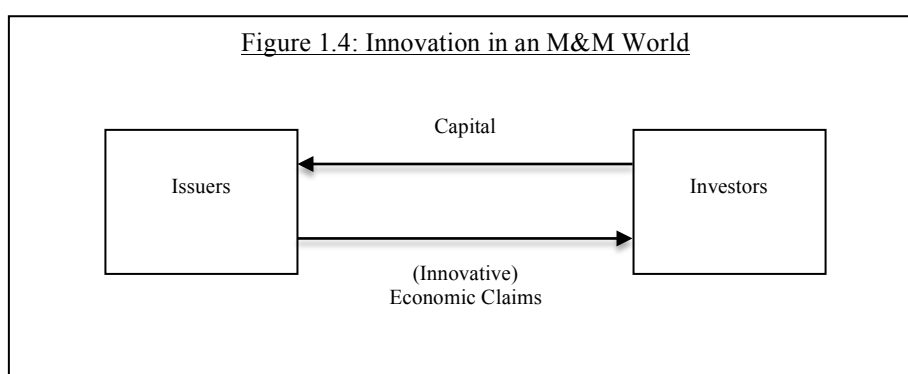 Figure 1.4: Innovation in an M&M World
Capital
Issuers
Investors
(Innovative)
Economic Claims